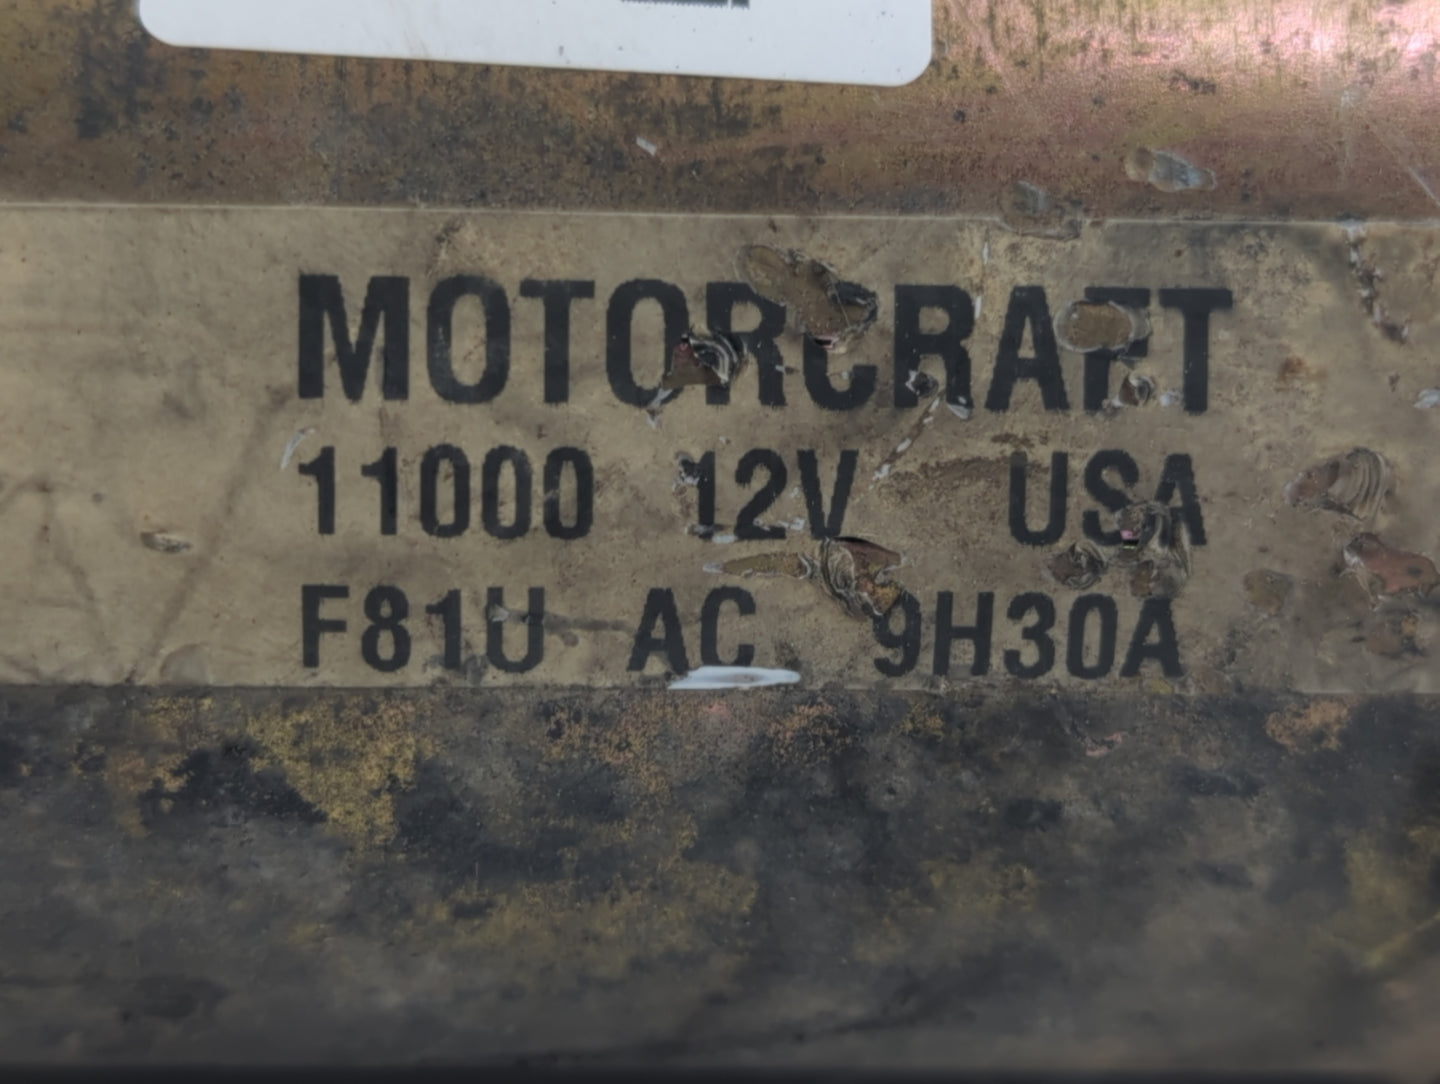 MOTORCRAFT
11000 12V USA
F81U AC 9H30A